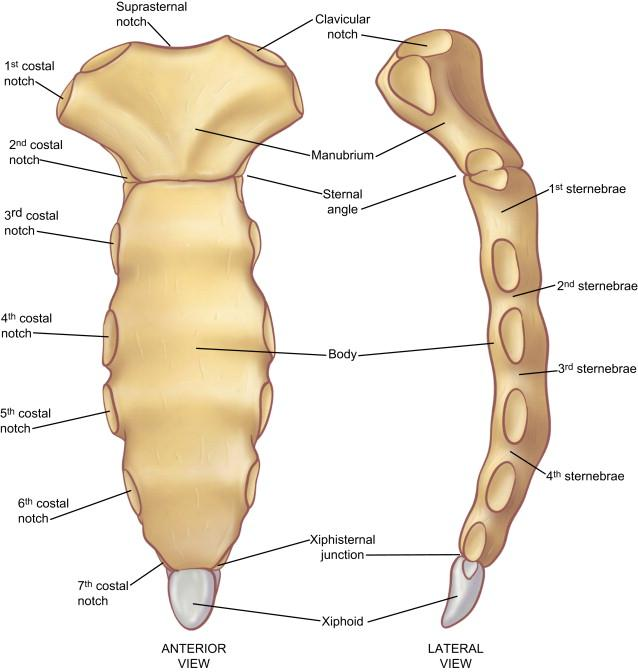 Suprasternal
notch
Clavicular
notch
1st costal
notch
2nd costal
notch
Manubrium
Sternal
angle
1st sternebrae
3rd costal
notch
2nd sternebrae
4th costal
notch
Body
3rd sternebrae
5th costal
notch
4th sternebrae
6th costal
notch
Xiphisternal
junction
7th costal
notch
Xiphoid
ANTERIOR
VIEW
LATERAL
VIEW